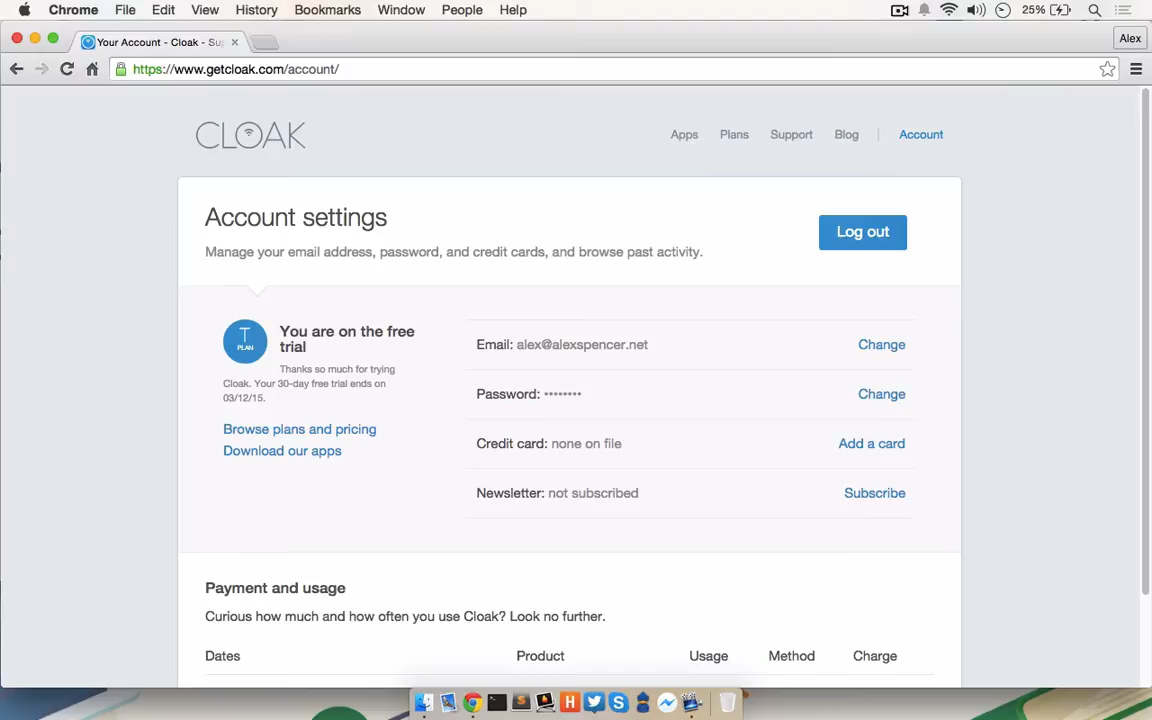 Chrome File Edit View History Bookmarks Window People Help 25%
Your Account - Cloak - Su
Alex
https://www.getcloak.com/account/
CLOAK
Apps Plans Support Blog Account
Account settings
Log out
Manage your email address, password, and credit cards, and browse past activity.
T
PLAN
You are on the free
trial
Thanks so much for trying
Cloak. Your 30-day free trial ends on
03/12/15.
Browse plans and pricing
Download our apps
Email: alex@alexspencer.net Change
Password: •••••••• Change
Credit card: none on file Add a card
Newsletter: not subscribed Subscribe
Payment and usage
Curious how much and how often you use Cloak? Look no further.
Dates Product Usage Method Charge